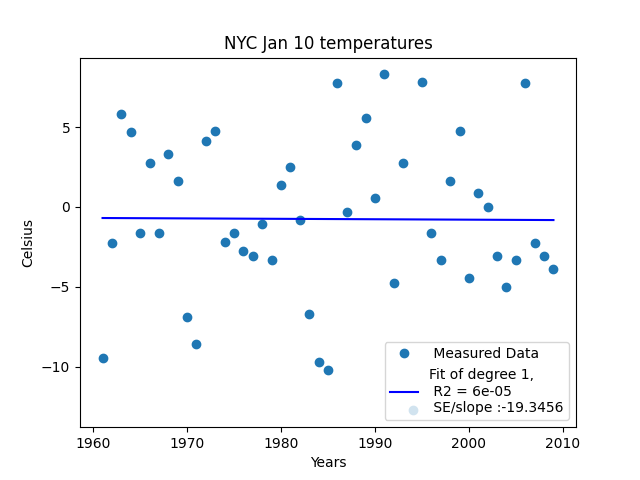 NYC Jan 10 temperatures
Celsius
5
0
−5
−10
1960 1970 1980 1990 2000 2010
Years
Measured Data
Fit of degree 1,
R2 = 6e-05
SE/slope :-19.3456